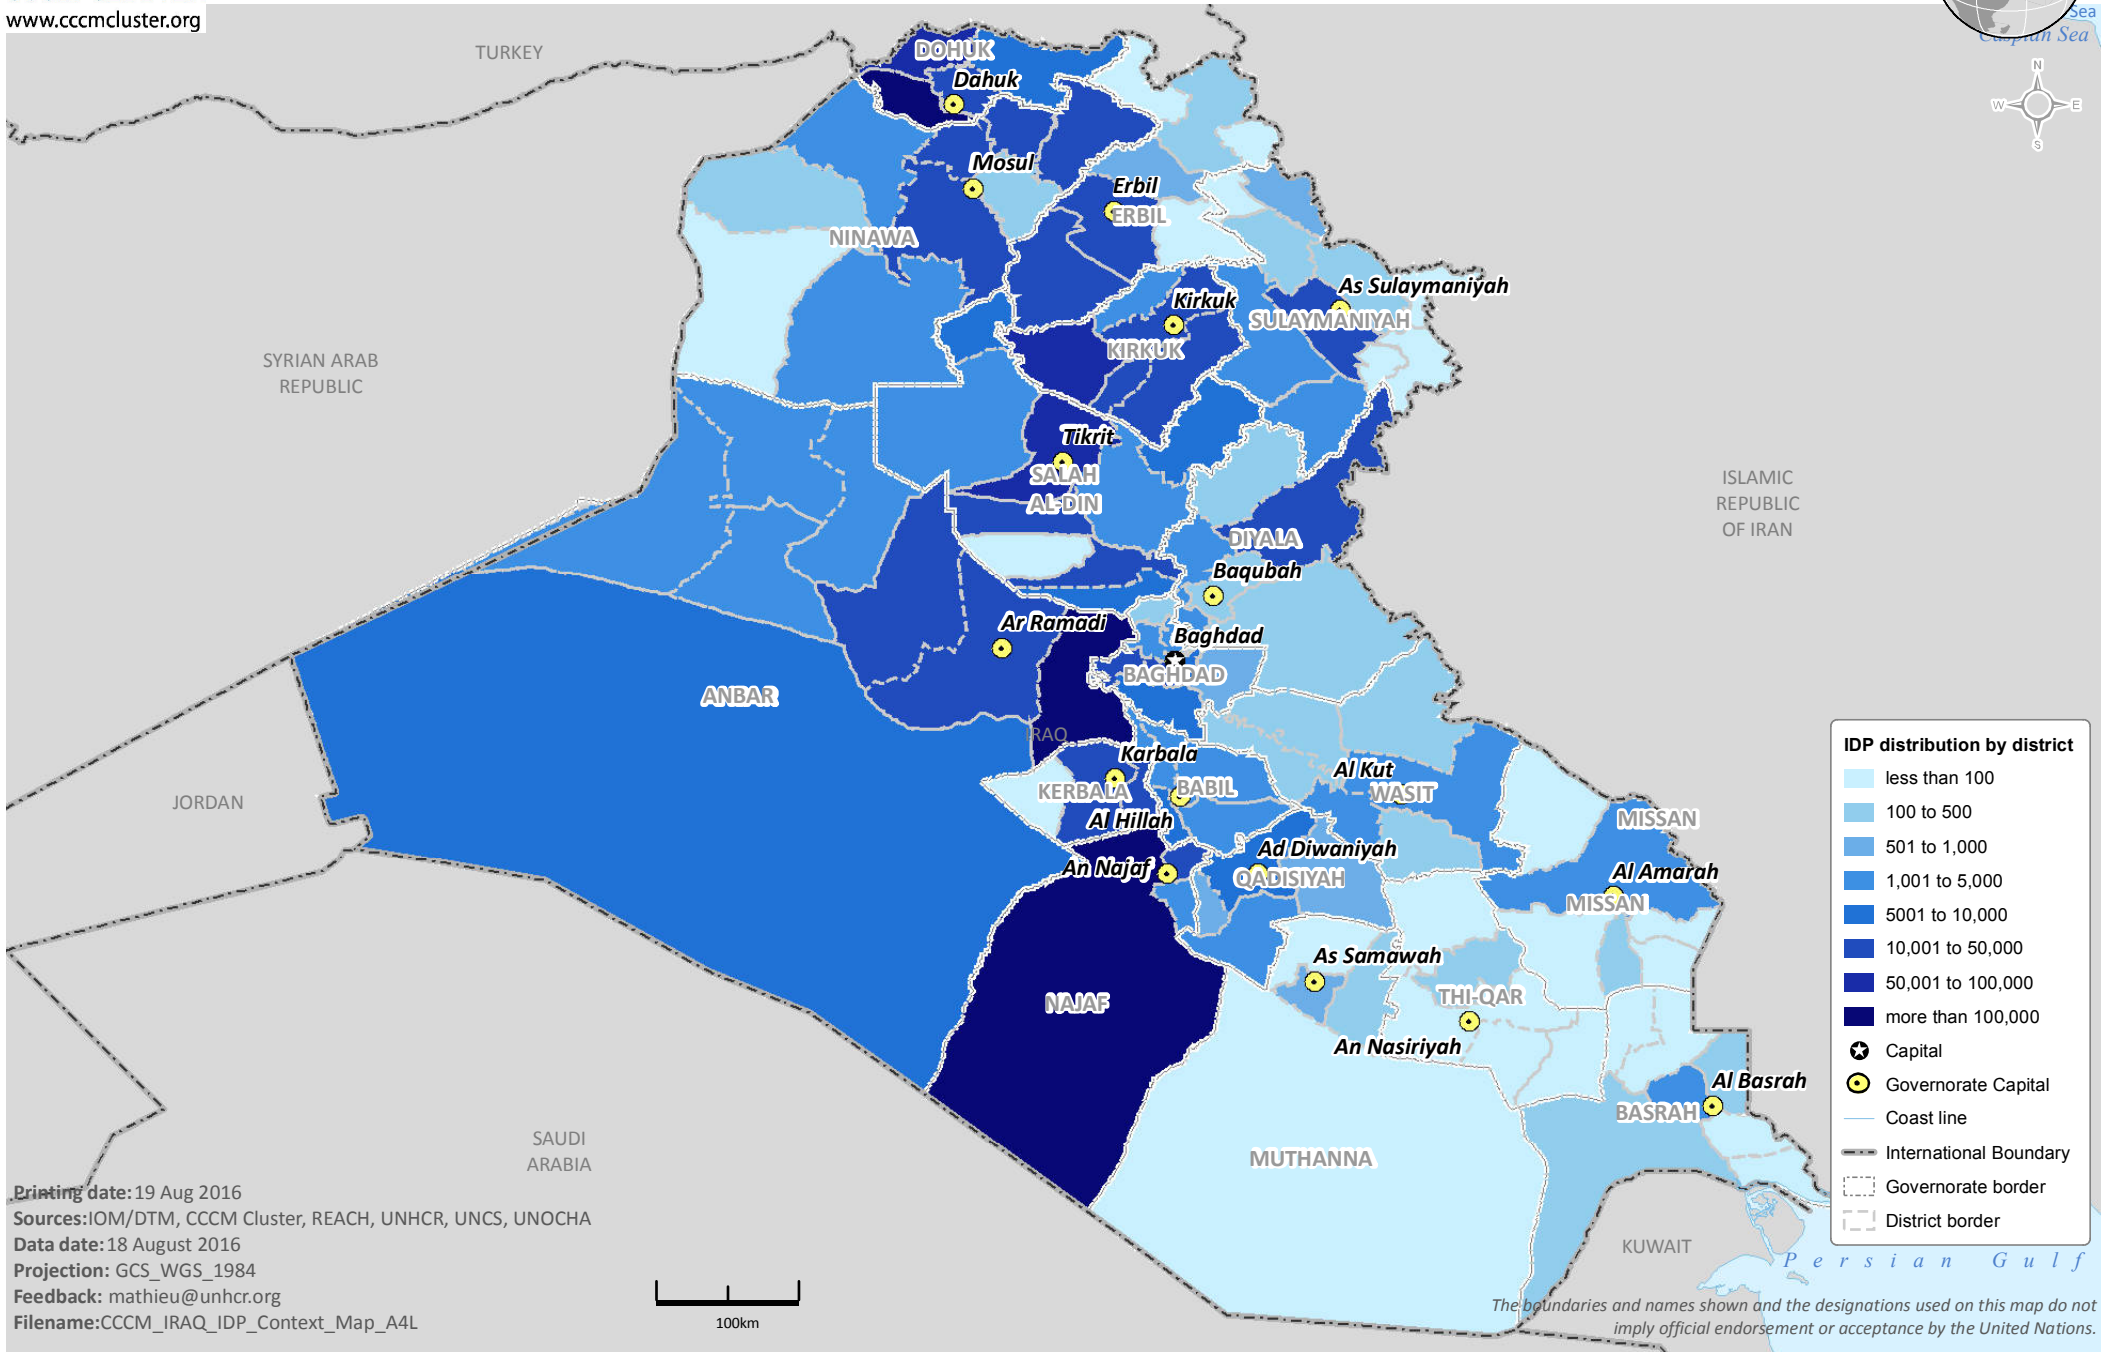 www.cccmcluster.org
Sea
Caspian Sea
TURKEY
N
W
E
S
DOHUK
Dahuk
Mosul
Erbil
ERBIL
NINAWA
As Sulaymaniyah
Kirkuk
SULAYMANIYAH
KIRKUK
SYRIAN ARAB
REPUBLIC
Tikrit
SALAH
AL-DIN
ISLAMIC
REPUBLIC
OF IRAN
DIYALA
Baqubah
Ar Ramadi
Baghdad
BAGHDAD
ANBAR
IRAQ
Karbala
KERBALA
BABIL
Al Kut
WASIT
Al Hillah
JORDAN
MISSAN
An Najaf
Ad Diwaniyah
QADISIYAH
Al Amarah
MISSAN
As Samawah
NAJAF
THI-QAR
An Nasiriyah
Al Basrah
BASRAH
SAUDI
ARABIA
MUTHANNA
KUWAIT
Persian Gulf
IDP distribution by district
less than 100
100 to 500
501 to 1,000
1,001 to 5,000
5001 to 10,000
10,001 to 50,000
50,001 to 100,000
more than 100,000
Capital
Governorate Capital
Coast line
International Boundary
Governorate border
District border
Printing date: 19 Aug 2016
Sources:IOM/DTM, CCCM Cluster, REACH, UNHCR, UNCS, UNOCHA
Data date: 18 August 2016
Projection: GCS_WGS_1984
Feedback: mathieu@unhcr.org
Filename:CCCM_IRAQ_IDP_Context_Map_A4L
100km
The boundaries and names shown and the designations used on this map do not
imply official endorsement or acceptance by the United Nations.